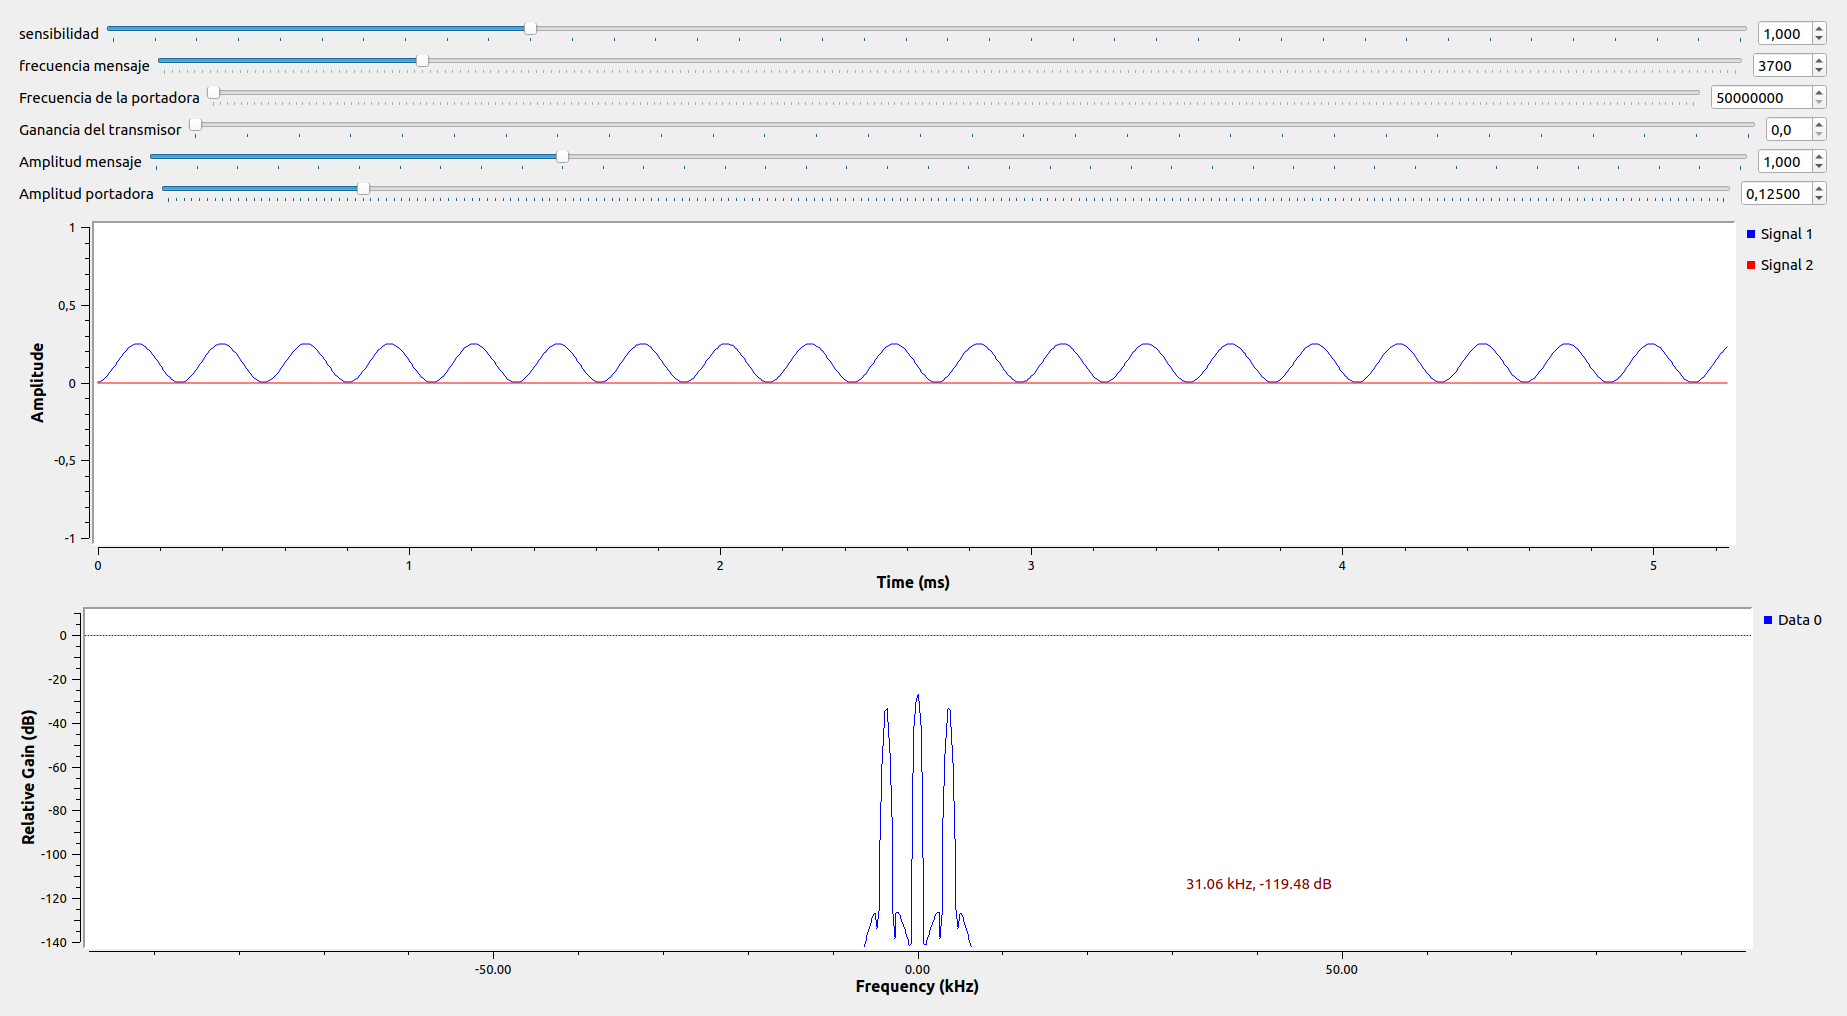 sensibilidad 1,000
frecuencia mensaje 3700
Frecuencia de la portadora 50000000
Ganancia del transmisor 0,0
Amplitud mensaje 1,000
Amplitud portadora 0,12500
1
0,5
0
-0,5
-1
Amplitude
0 1 2 3 4 5
Time (ms)
Signal 1
Signal 2
0
-20
-40
-60
-80
-100
-120
-140
Relative Gain (dB)
31.06 kHz, -119.48 dB
-50.00 0.00 50.00
Frequency (kHz)
Data 0